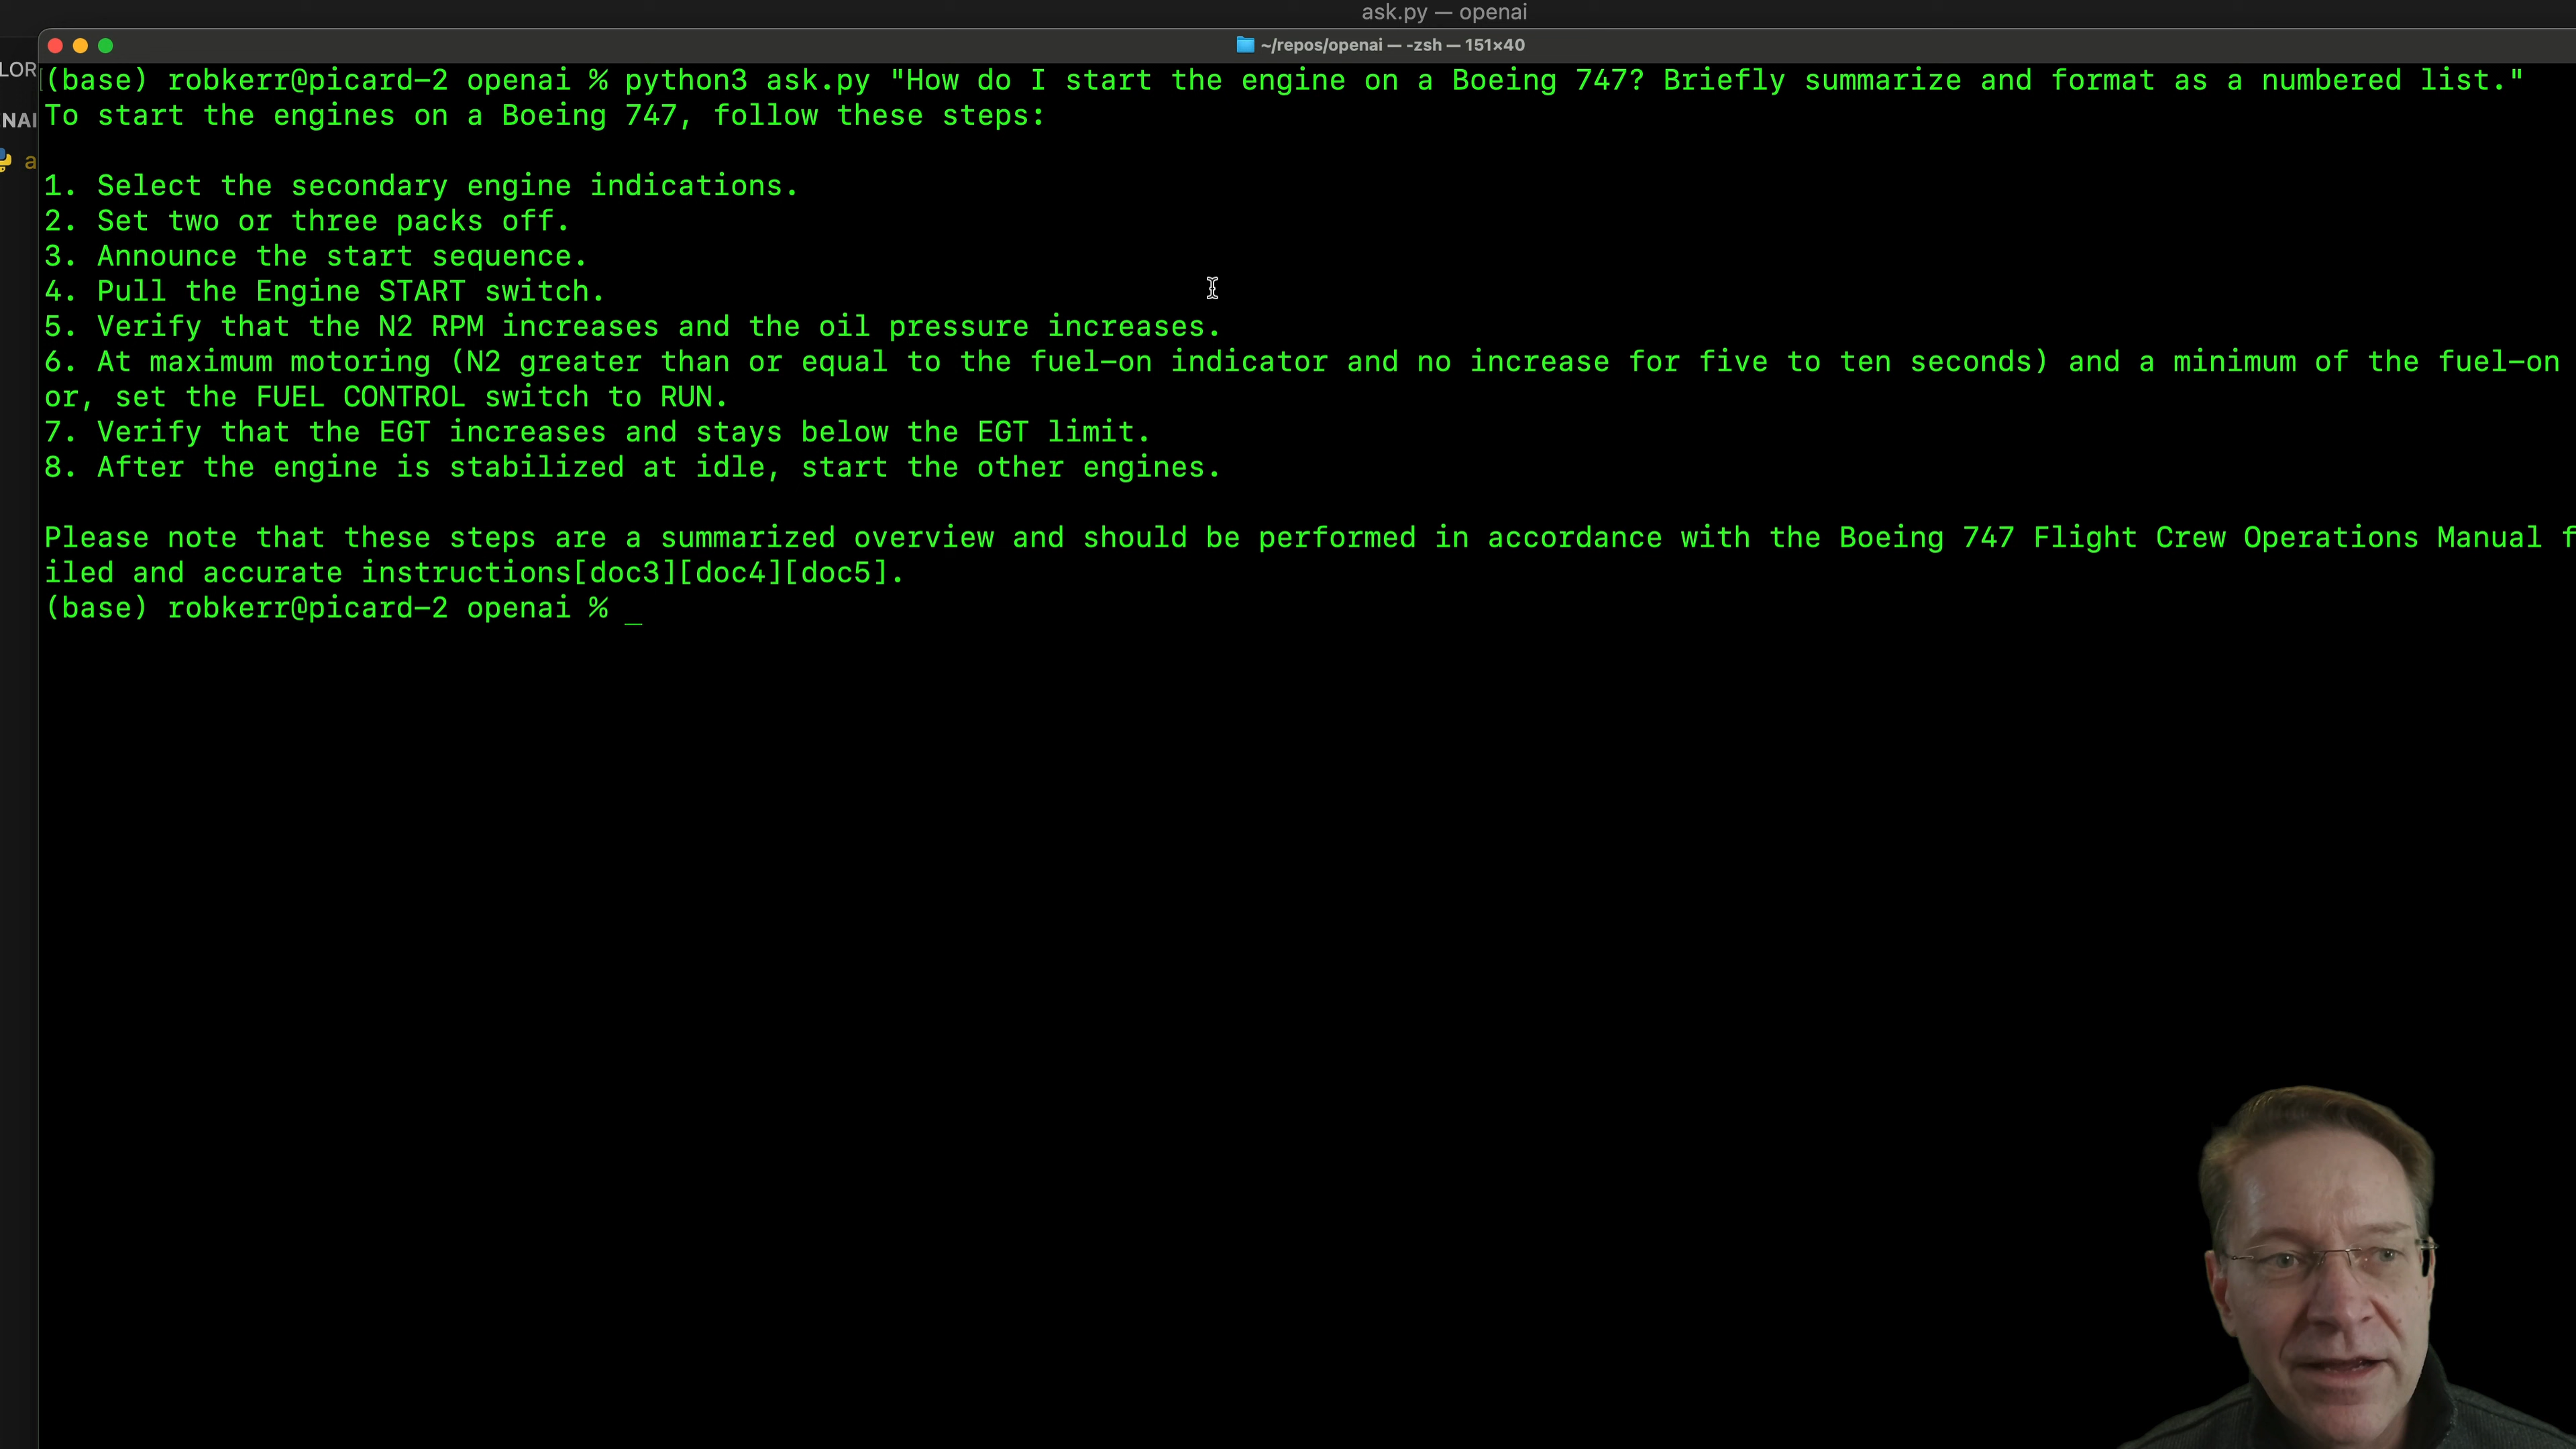 ask.py — openai
~/repos/openai — -zsh — 151×40
LOR
NAI
a
(base) robkerr@picard-2 openai % python3 ask.py "How do I start the engine on a Boeing 747? Briefly summarize and format as a numbered list."
To start the engines on a Boeing 747, follow these steps:
1. Select the secondary engine indications.
2. Set two or three packs off.
3. Announce the start sequence.
4. Pull the Engine START switch.
5. Verify that the N2 RPM increases and the oil pressure increases.
6. At maximum motoring (N2 greater than or equal to the fuel-on indicator and no increase for five to ten seconds) and a minimum of the fuel-on
or, set the FUEL CONTROL switch to RUN.
7. Verify that the EGT increases and stays below the EGT limit.
8. After the engine is stabilized at idle, start the other engines.
Please note that these steps are a summarized overview and should be performed in accordance with the Boeing 747 Flight Crew Operations Manual f
iled and accurate instructions[doc3][doc4][doc5].
(base) robkerr@picard-2 openai % _